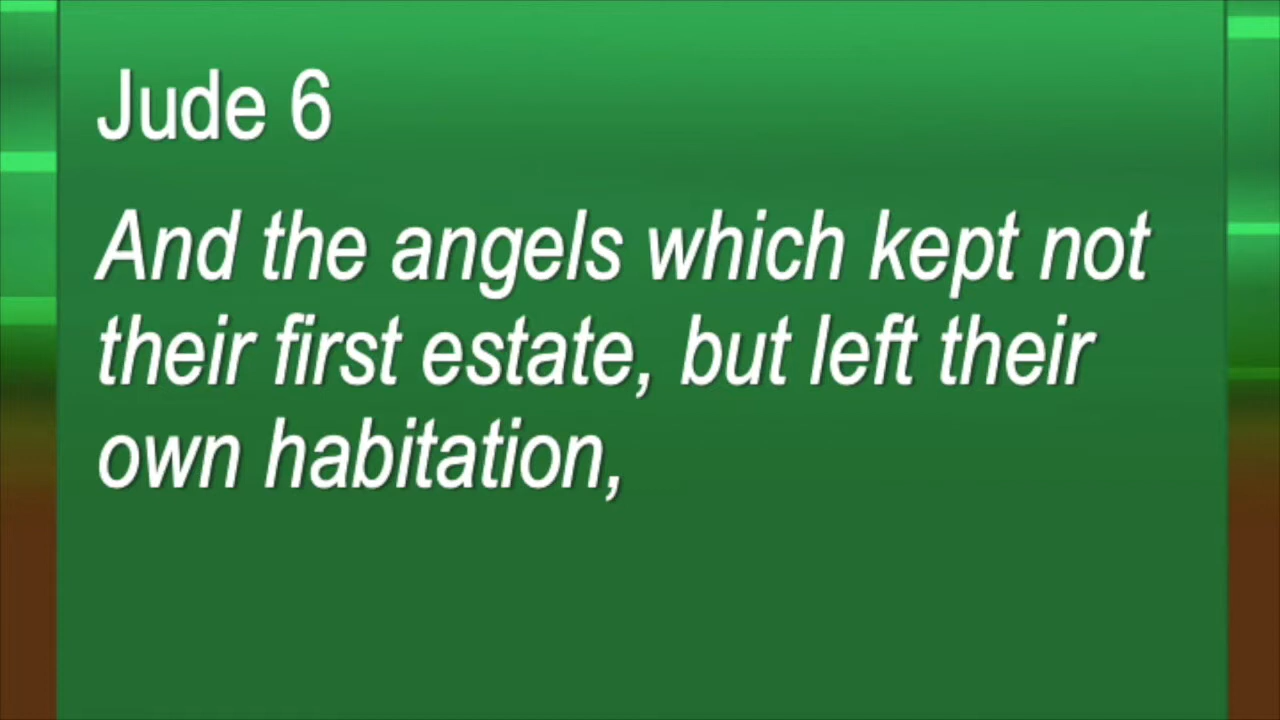 Jude 6
And the angels which kept not
their first estate, but left their
own habitation,